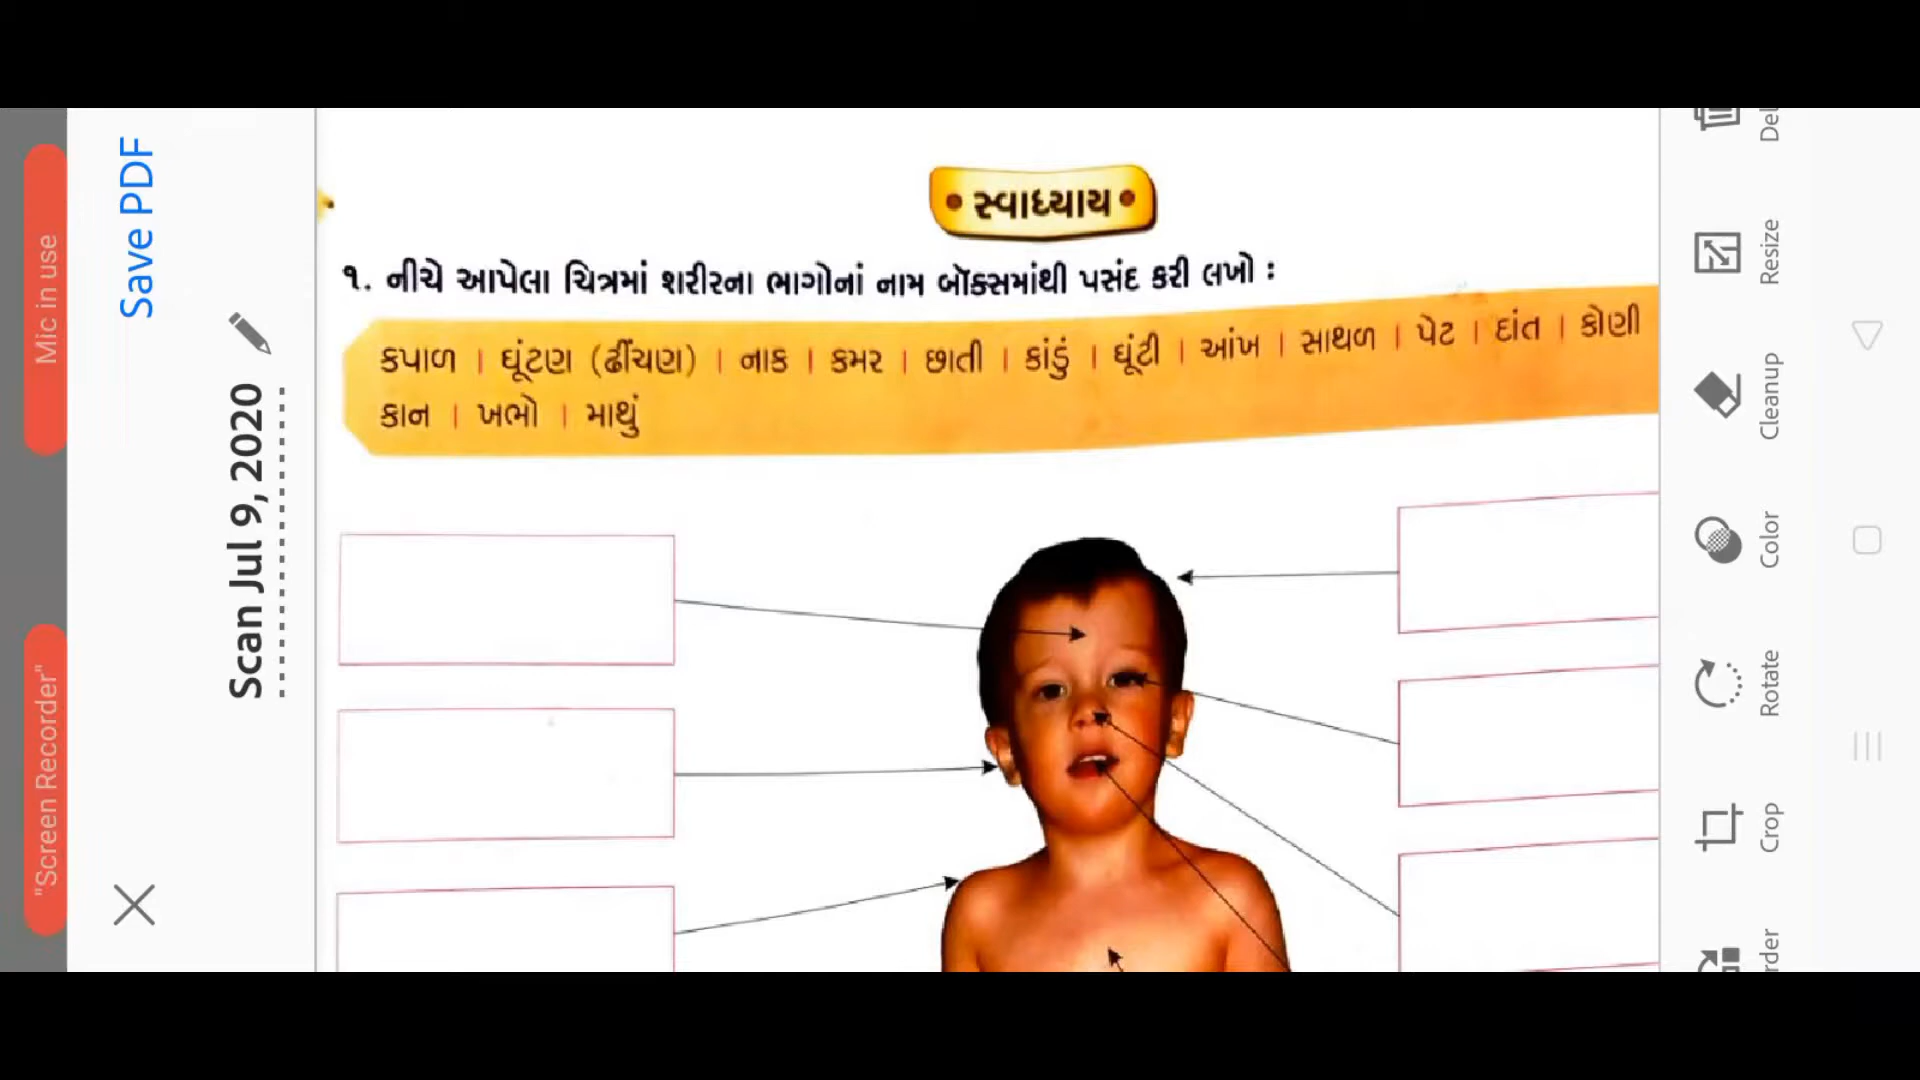 સ્વાધ્યાય
૧. નીચે આપેલા ચિત્રમાં શરીરના ભાગોનાં નામ બૉક્સમાંથી પસંદ કરી લખો :
કપાળ | ઘૂંટણ (ઢીંચણ) | નાક | કમર | છાતી | કાંડું | ઘૂંટી | આંખ | સાથળ | પેટ | દાંત | કોણી
કાન | ખભો | માથું
Mic in use
"Screen Recorder"
Save PDF
Scan Jul 9, 2020
Resize
Cleanup
Color
Rotate
Crop